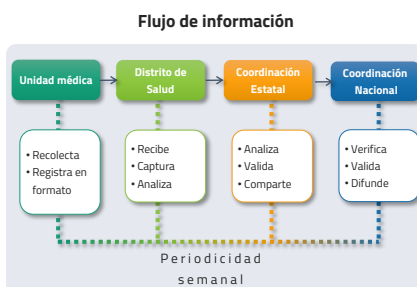 Flujo de información
Unidad médica
Distrito de
Salud
Coordinación
Estatal
Coordinación
Nacional
• Recolecta
• Registra en
formato
• Recibe
• Captura
• Analiza
• Analiza
• Valida
• Comparte
• Verifica
• Valida
• Difunde
Periodicidad
semanal